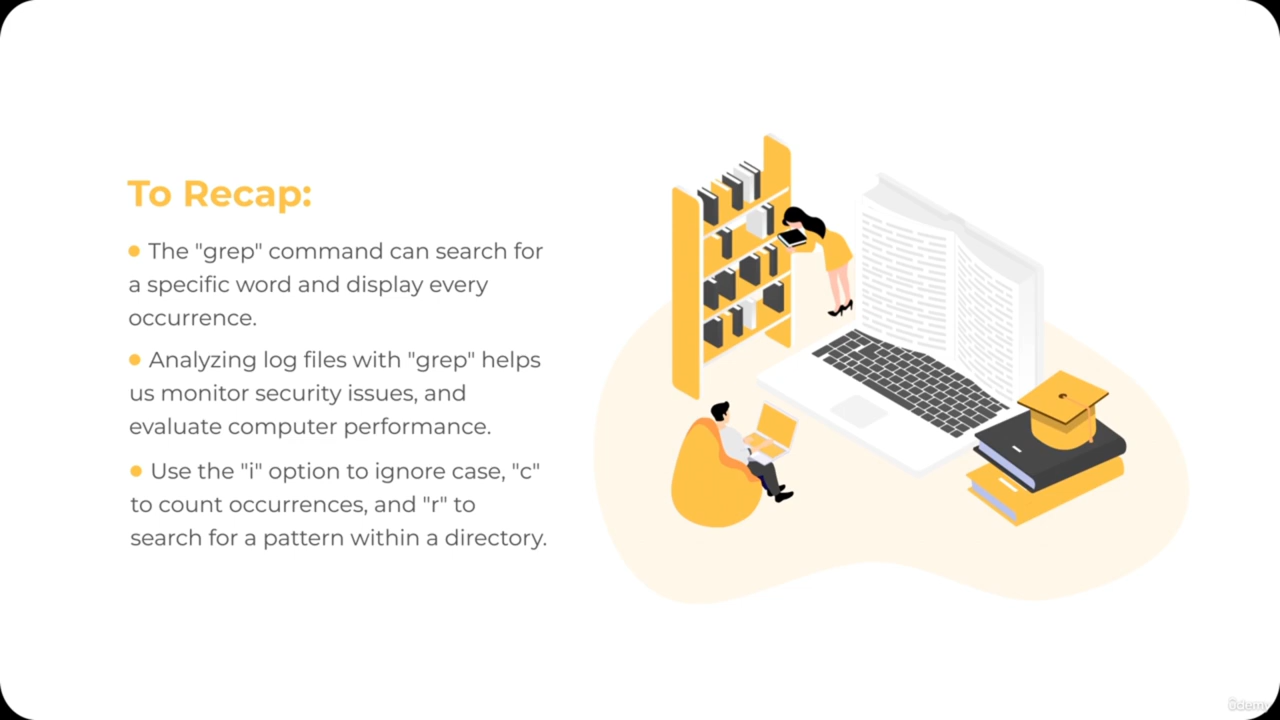 To Recap:
● The "grep" command can search for
a specific word and display every
occurrence.
● Analyzing log files with "grep" helps
us monitor security issues, and
evaluate computer performance.
● Use the "i" option to ignore case, "c"
to count occurrences, and "r" to
search for a pattern within a directory.
ûdemy